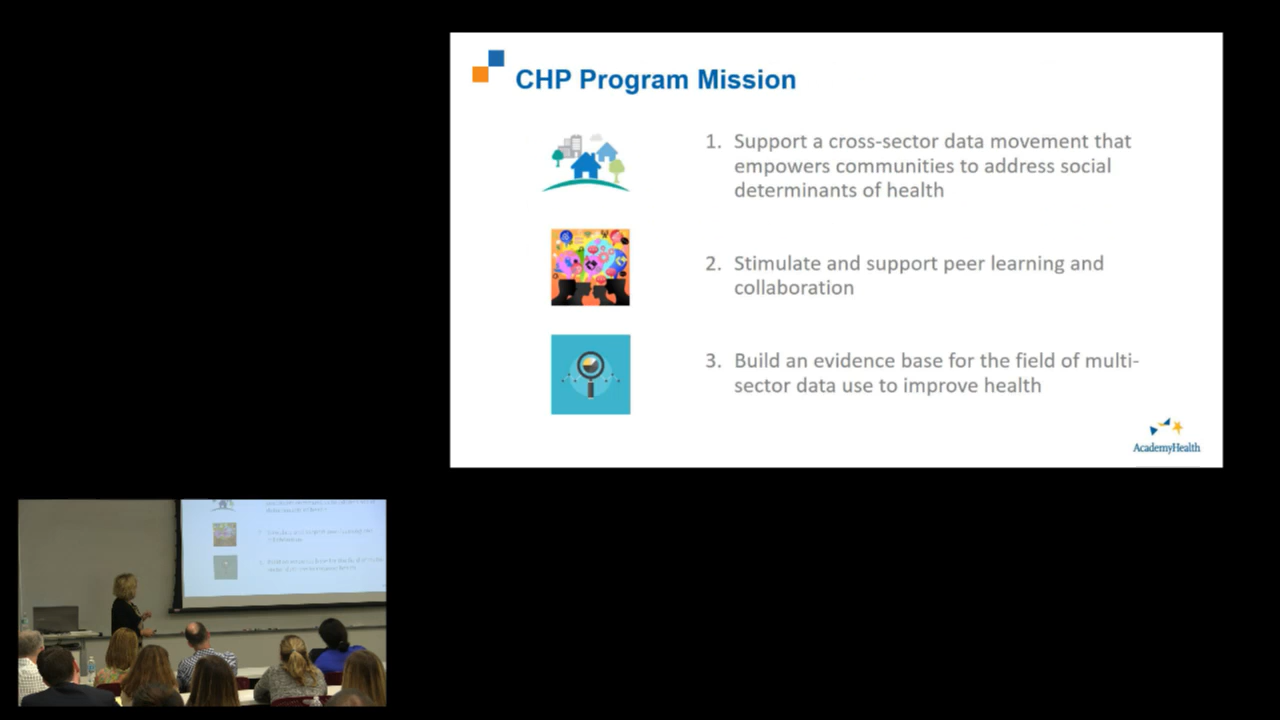 CHP Program Mission
1. Support a cross-sector data movement that
empowers communities to address social
determinants of health
2. Stimulate and support peer learning and
collaboration
3. Build an evidence base for the field of multi-
sector data use to improve health
AcademyHealth